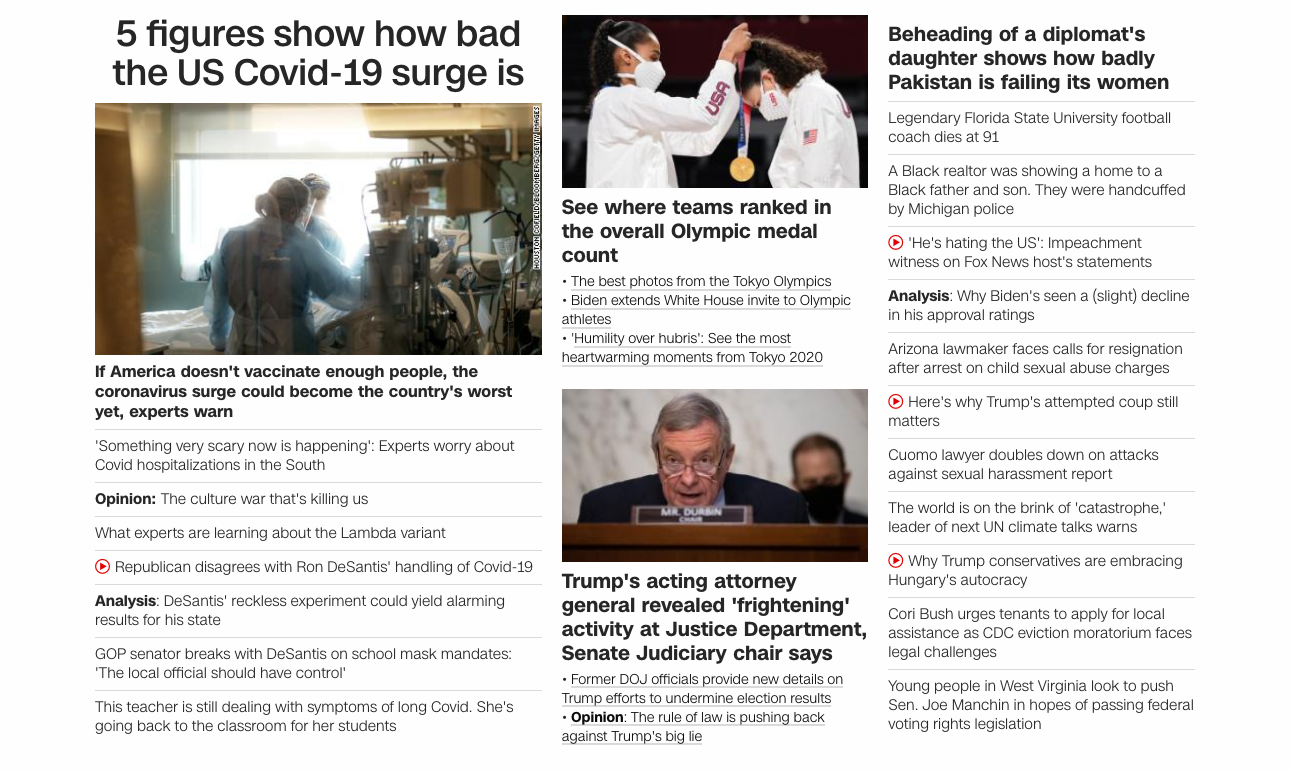 5 figures show how bad
the US Covid-19 surge is
HOUSTON COFIELD/BLOOMBERG/GETTY IMAGES
If America doesn't vaccinate enough people, the
coronavirus surge could become the country's worst
yet, experts warn
'Something very scary now is happening': Experts worry about
Covid hospitalizations in the South
Opinion: The culture war that's killing us
What experts are learning about the Lambda variant
Republican disagrees with Ron DeSantis' handling of Covid-19
Analysis: DeSantis' reckless experiment could yield alarming
results for his state
GOP senator breaks with DeSantis on school mask mandates:
'The local official should have control'
This teacher is still dealing with symptoms of long Covid. She's
going back to the classroom for her students
USA
See where teams ranked in
the overall Olympic medal
count
• The best photos from the Tokyo Olympics
• Biden extends White House invite to Olympic
athletes
• 'Humility over hubris': See the most
heartwarming moments from Tokyo 2020
MR. DURBIN
CHAIR
Trump's acting attorney
general revealed 'frightening'
activity at Justice Department,
Senate Judiciary chair says
• Former DOJ officials provide new details on
Trump efforts to undermine election results
• Opinion: The rule of law is pushing back
against Trump's big lie
Beheading of a diplomat's
daughter shows how badly
Pakistan is failing its women
Legendary Florida State University football
coach dies at 91
A Black realtor was showing a home to a
Black father and son. They were handcuffed
by Michigan police
'He's hating the US': Impeachment
witness on Fox News host's statements
Analysis: Why Biden's seen a (slight) decline
in his approval ratings
Arizona lawmaker faces calls for resignation
after arrest on child sexual abuse charges
Here's why Trump's attempted coup still
matters
Cuomo lawyer doubles down on attacks
against sexual harassment report
The world is on the brink of 'catastrophe,'
leader of next UN climate talks warns
Why Trump conservatives are embracing
Hungary's autocracy
Cori Bush urges tenants to apply for local
assistance as CDC eviction moratorium faces
legal challenges
Young people in West Virginia look to push
Sen. Joe Manchin in hopes of passing federal
voting rights legislation